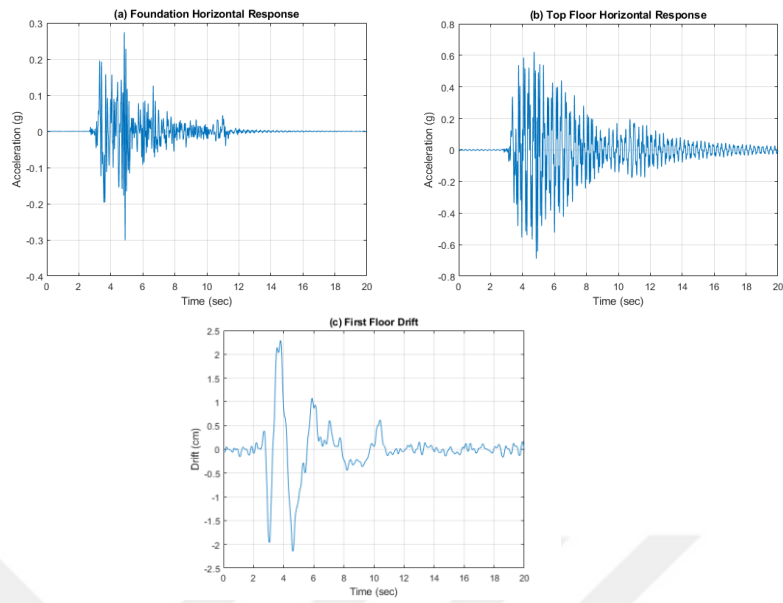 (a) Foundation Horizontal Response
0.3
0.2
0.1
0
-0.1
-0.2
-0.3
-0.4
Acceleration (g)
0 2 4 6 8 10 12 14 16 18 20
Time (sec)
(b) Top Floor Horizontal Response
0.8
0.6
0.4
0.2
0
-0.2
-0.4
-0.6
-0.8
Acceleration (g)
0 2 4 6 8 10 12 14 16 18 20
Time (sec)
(c) First Floor Drift
2.5
2
1.5
1
0.5
0
-0.5
-1
-1.5
-2
-2.5
Drift (cm)
0 2 4 6 8 10 12 14 16 18 20
Time (sec)